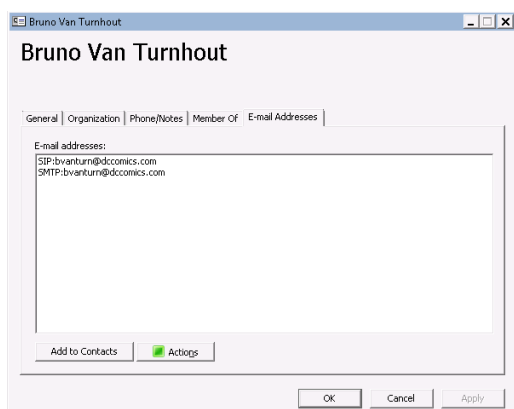 Bruno Van Turnhout
Bruno Van Turnhout
General Organization Phone/Notes Member Of E-mail Addresses
E-mail addresses:
SIP:bvanturn@dccomics.com
SMTP:bvanturn@dccomics.com
Add to Contacts Actions
OK Cancel Apply